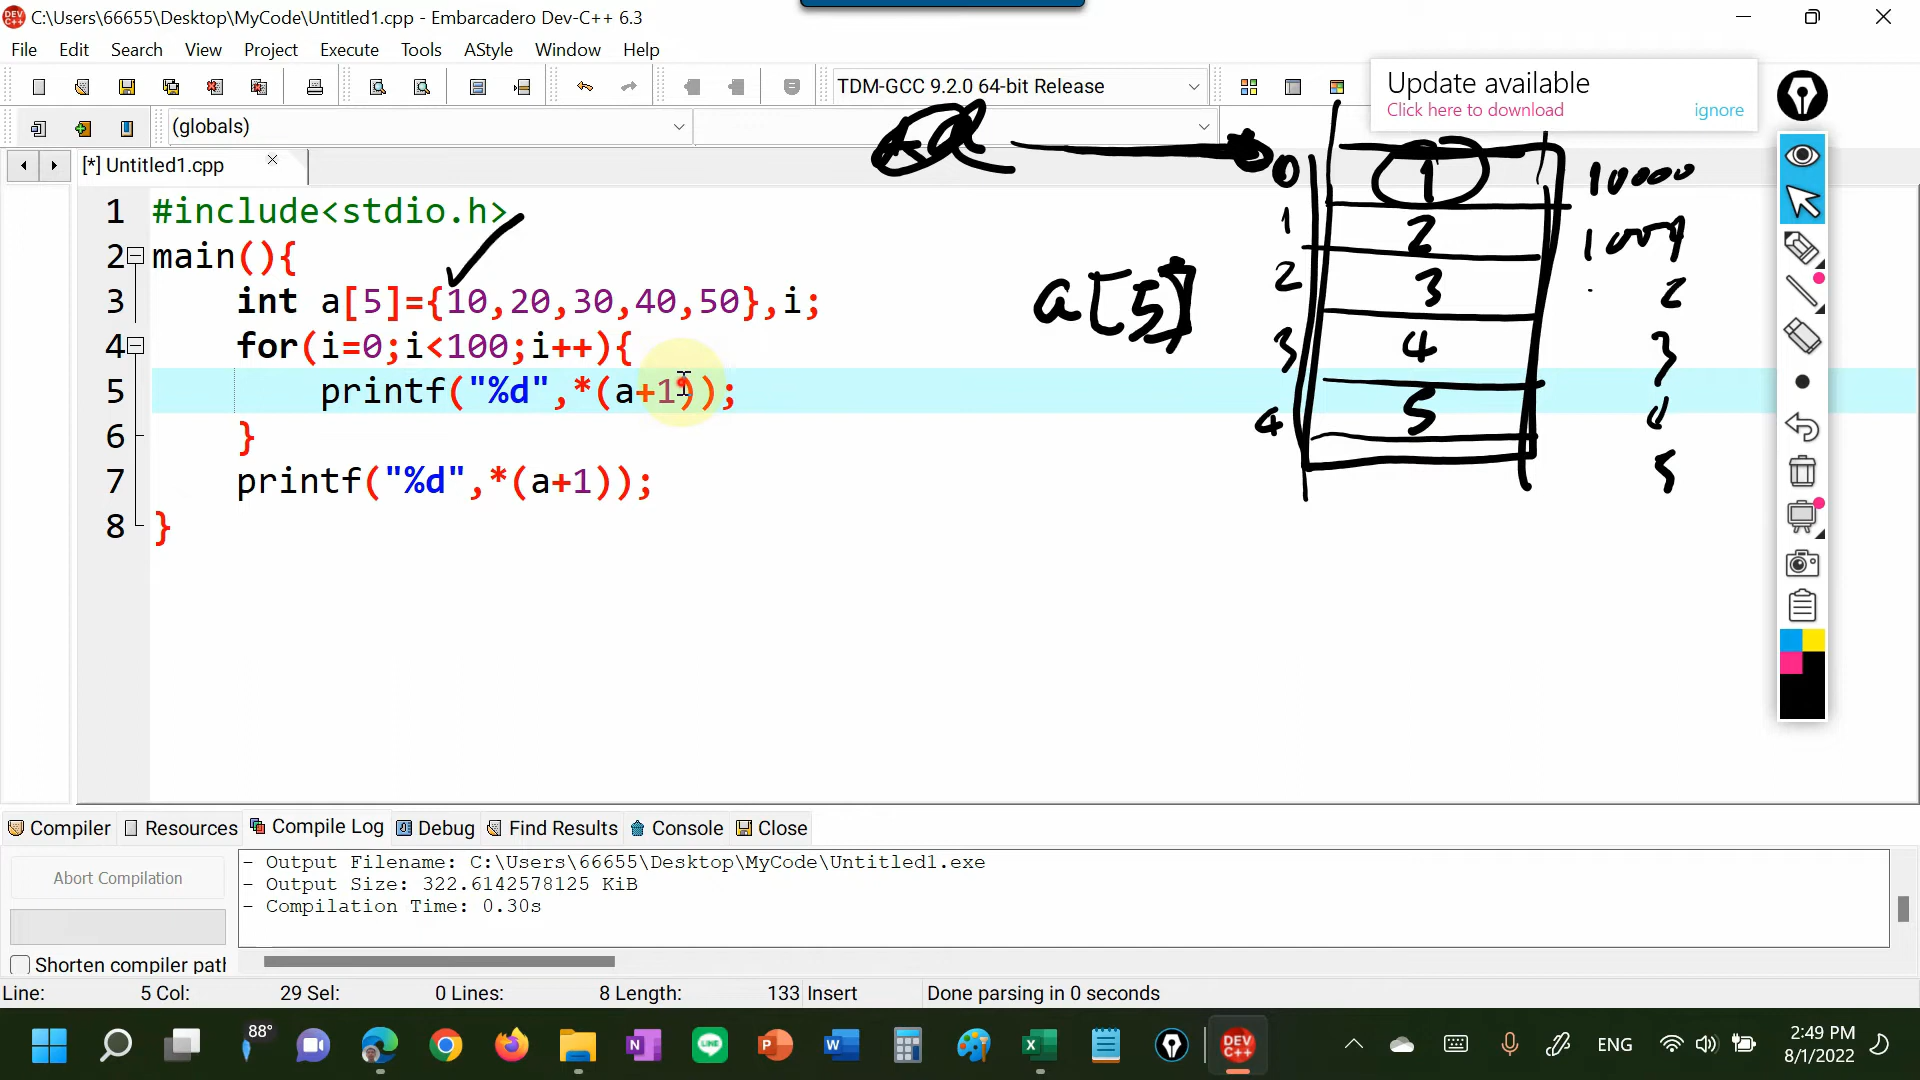 C:\Users\66655\Desktop\MyCode\Untitled1.cpp - Embarcadero Dev-C++ 6.3
File Edit Search View Project Execute Tools AStyle Window Help
TDM-GCC 9.2.0 64-bit Release
Update available
Click here to download ignore
(globals)
[*] Untitled1.cpp
1 #include<stdio.h>
2 main(){
3 int a[5]={10,20,30,40,50},i;
4 for(i=0;i<100;i++){
5 printf("%d",*(a+1));
6 }
7 printf("%d",*(a+1));
8 }
a[5]
0 1 10000
1 2 1004
2 3 2
3 4 3
4 5
5
Compiler Resources Compile Log Debug Find Results Console Close
Abort Compilation
Shorten compiler path
- Output Filename: C:\Users\66655\Desktop\MyCode\Untitled1.exe
- Output Size: 322.6142578125 KiB
- Compilation Time: 0.30s
Line: 5 Col: 29 Sel: 0 Lines: 8 Length: 133 Insert Done parsing in 0 seconds
88° ENG 2:49 PM
8/1/2022